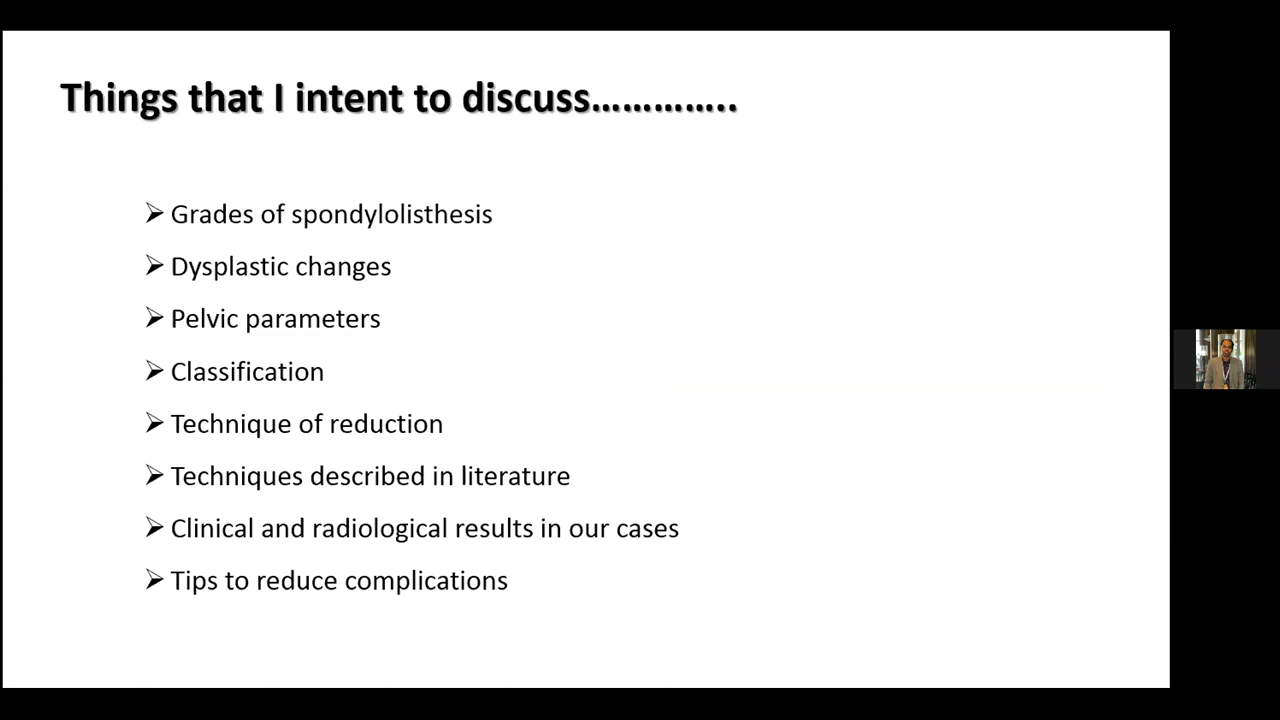 Things that I intent to discuss…………..
➢ Grades of spondylolisthesis
➢ Dysplastic changes
➢ Pelvic parameters
➢ Classification
➢ Technique of reduction
➢ Techniques described in literature
➢ Clinical and radiological results in our cases
➢ Tips to reduce complications